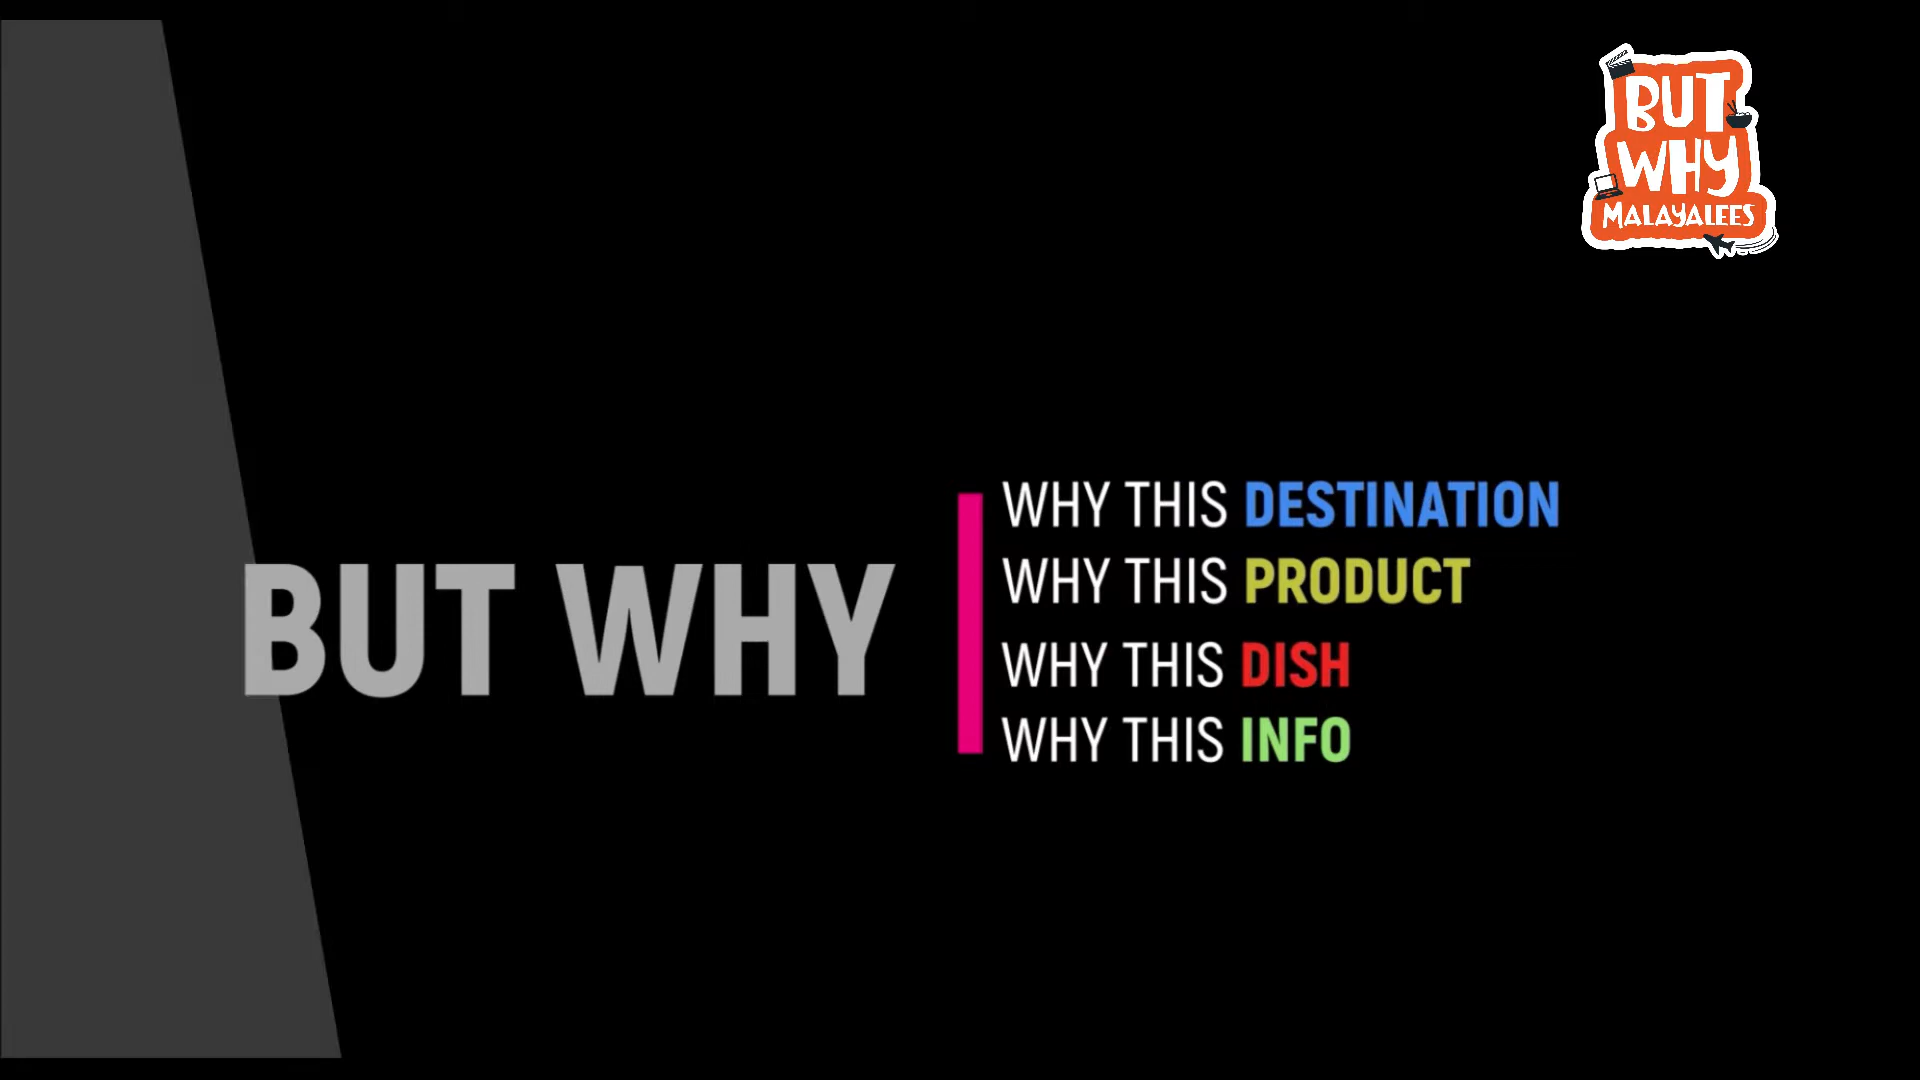 BUT
WHY
MALAYALEES
BUT WHY
WHY THIS DESTINATION
WHY THIS PRODUCT
WHY THIS DISH
WHY THIS INFO